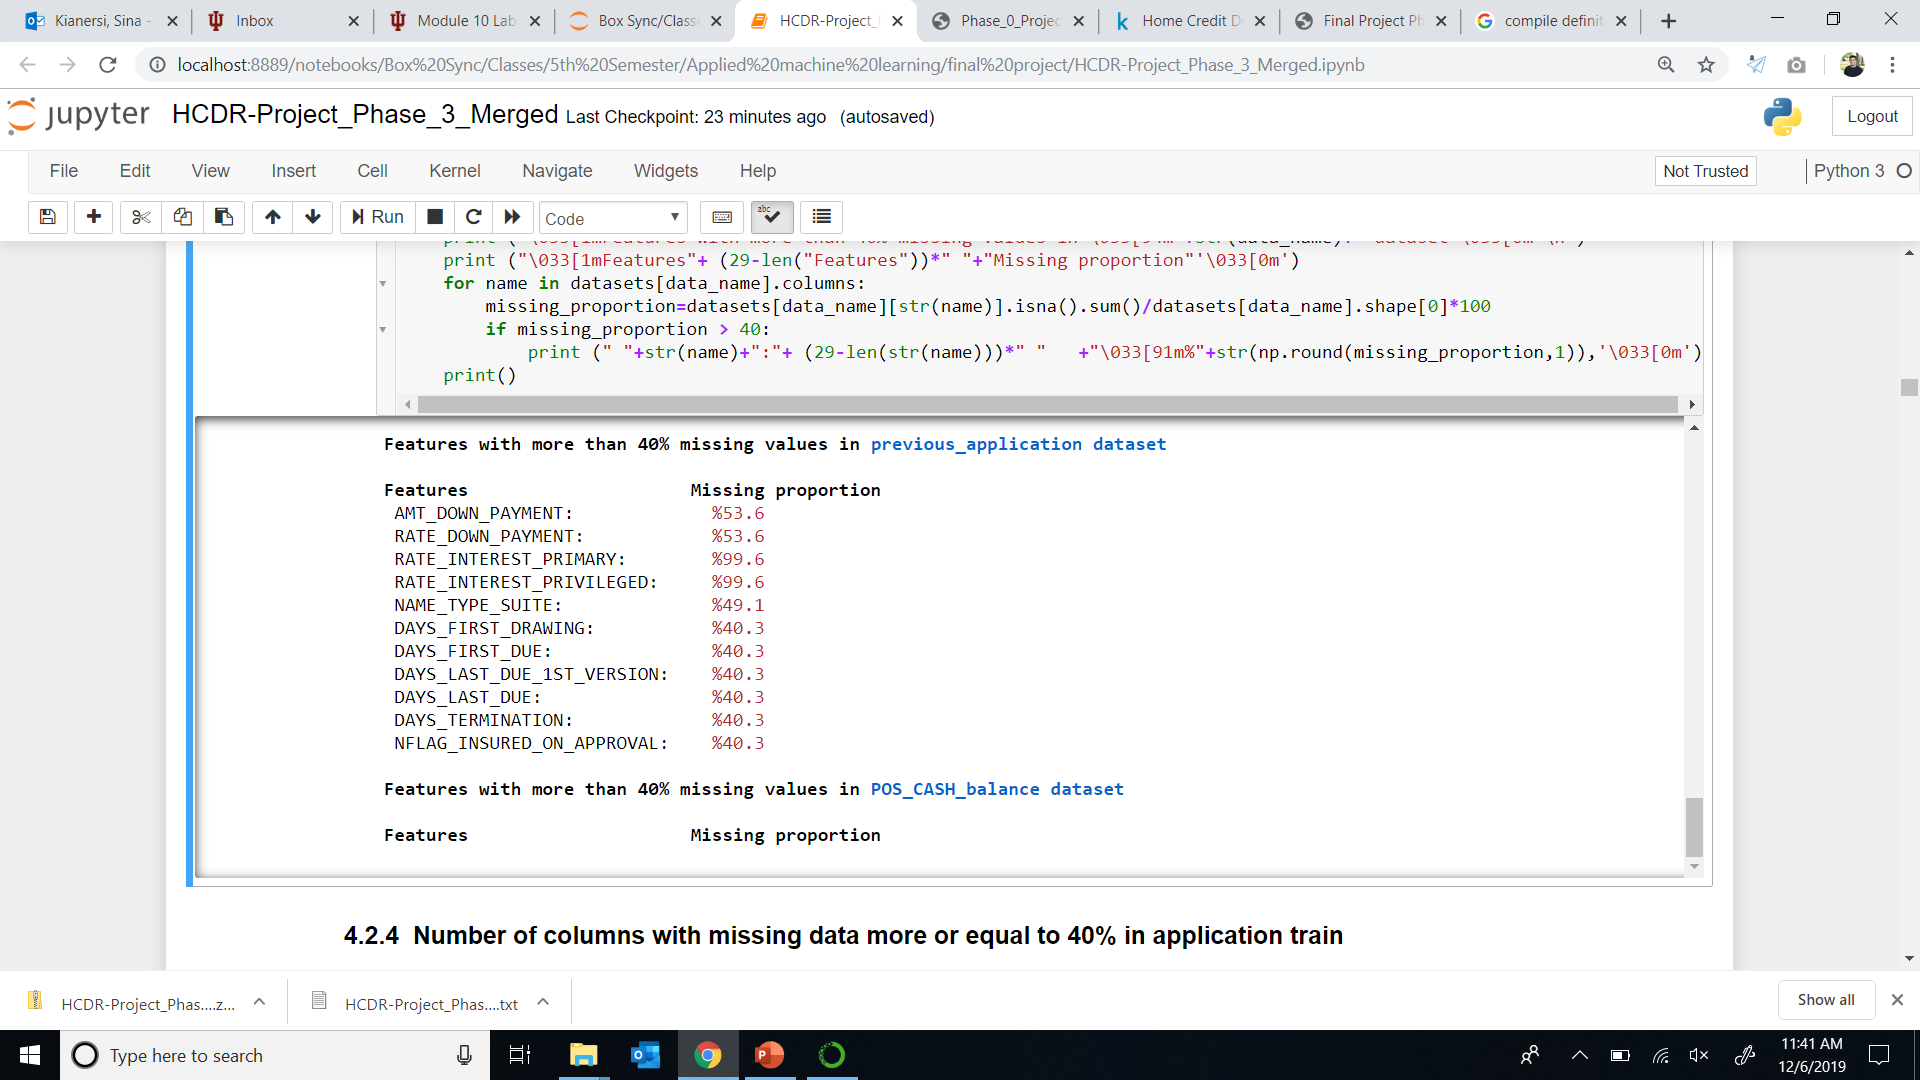 Kianersi, Sina -
Inbox
Module 10 Lab
Box Sync/Classe
HCDR-Project_
Phase_0_Projec
Home Credit D
Final Project Ph
compile definit
localhost:8889/notebooks/Box%20Sync/Classes/5th%20Semester/Applied%20machine%20learning/final%20project/HCDR-Project_Phase_3_Merged.ipynb
jupyter HCDR-Project_Phase_3_Merged Last Checkpoint: 23 minutes ago (autosaved)
Logout
File Edit View Insert Cell Kernel Navigate Widgets Help
Not Trusted
Python 3
Run
Code
abc
print ("\033[1mFeatures"+ (29-len("Features"))*" "+"Missing proportion"'\033[0m')
for name in datasets[data_name].columns:
missing_proportion=datasets[data_name][str(name)].isna().sum()/datasets[data_name].shape[0]*100
if missing_proportion > 40:
print (" "+str(name)+":"+ (29-len(str(name)))*" " +"\033[91m%"+str(np.round(missing_proportion,1)),'\033[0m')
print()
Features with more than 40% missing values in previous_application dataset
Features Missing proportion
AMT_DOWN_PAYMENT: %53.6
RATE_DOWN_PAYMENT: %53.6
RATE_INTEREST_PRIMARY: %99.6
RATE_INTEREST_PRIVILEGED: %99.6
NAME_TYPE_SUITE: %49.1
DAYS_FIRST_DRAWING: %40.3
DAYS_FIRST_DUE: %40.3
DAYS_LAST_DUE_1ST_VERSION: %40.3
DAYS_LAST_DUE: %40.3
DAYS_TERMINATION: %40.3
NFLAG_INSURED_ON_APPROVAL: %40.3
Features with more than 40% missing values in POS_CASH_balance dataset
Features Missing proportion
4.2.4 Number of columns with missing data more or equal to 40% in application train
HCDR-Project_Phas....z...
HCDR-Project_Phas....txt
Show all
Type here to search
11:41 AM
12/6/2019